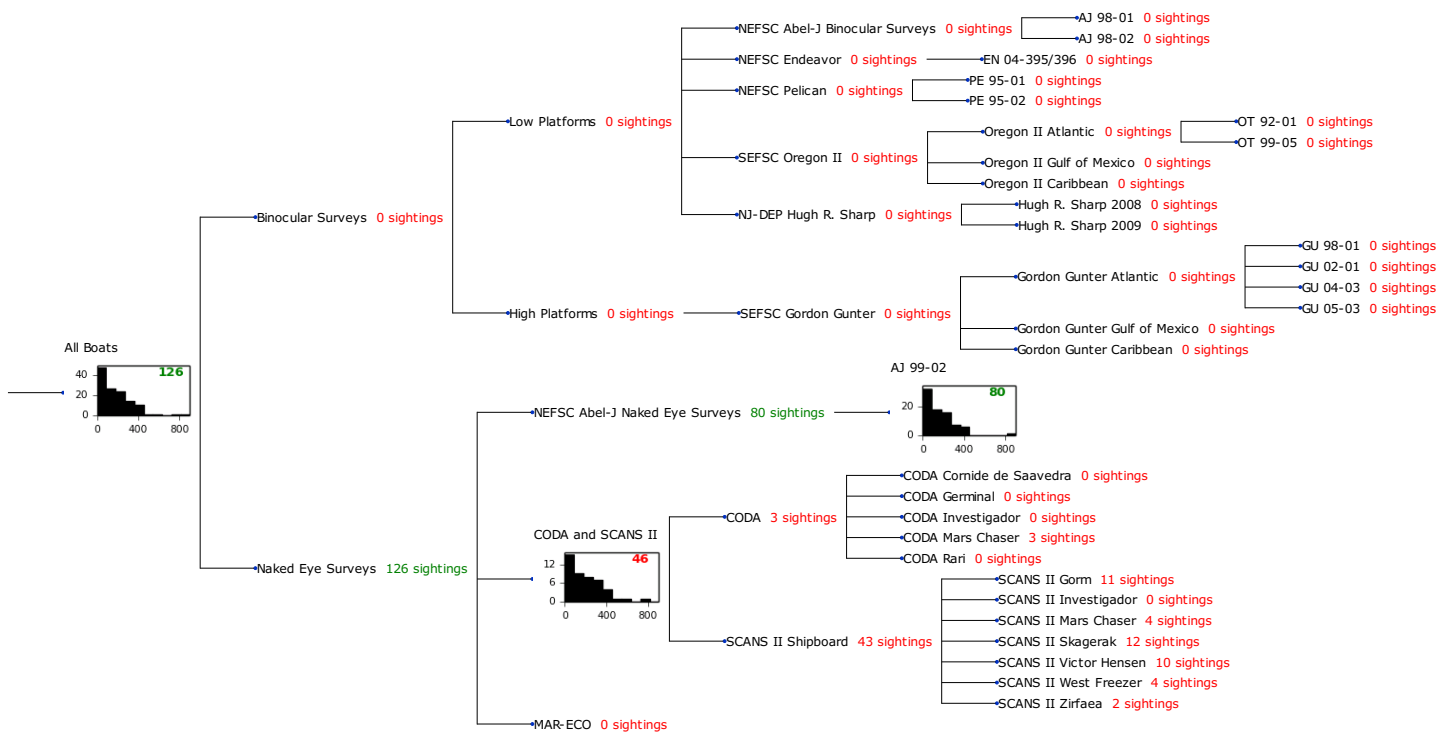 NEFSC Abel-J Binocular Surveys 0 sightings
AJ 98-01 0 sightings
AJ 98-02 0 sightings
NEFSC Endeavor 0 sightings
EN 04-395/396 0 sightings
NEFSC Pelican 0 sightings
PE 95-01 0 sightings
PE 95-02 0 sightings
Low Platforms 0 sightings
SEFSC Oregon II 0 sightings
Oregon II Atlantic 0 sightings
OT 92-01 0 sightings
OT 99-05 0 sightings
Oregon II Gulf of Mexico 0 sightings
Oregon II Caribbean 0 sightings
NJ-DEP Hugh R. Sharp 0 sightings
Hugh R. Sharp 2008 0 sightings
Hugh R. Sharp 2009 0 sightings
Binocular Surveys 0 sightings
High Platforms 0 sightings
SEFSC Gordon Gunter 0 sightings
Gordon Gunter Atlantic 0 sightings
GU 98-01 0 sightings
GU 02-01 0 sightings
GU 04-03 0 sightings
GU 05-03 0 sightings
Gordon Gunter Gulf of Mexico 0 sightings
Gordon Gunter Caribbean 0 sightings
All Boats
126
40
20
0
0 400 800
NEFSC Abel-J Naked Eye Surveys 80 sightings
AJ 99-02
80
20
0
0 400 800
Naked Eye Surveys 126 sightings
CODA and SCANS II
46
12
6
0
0 400 800
CODA 3 sightings
CODA Cornide de Saavedra 0 sightings
CODA Germinal 0 sightings
CODA Investigador 0 sightings
CODA Mars Chaser 3 sightings
CODA Rari 0 sightings
SCANS II Shipboard 43 sightings
SCANS II Gorm 11 sightings
SCANS II Investigador 0 sightings
SCANS II Mars Chaser 4 sightings
SCANS II Skagerak 12 sightings
SCANS II Victor Hensen 10 sightings
SCANS II West Freezer 4 sightings
SCANS II Zirfaea 2 sightings
MAR-ECO 0 sightings